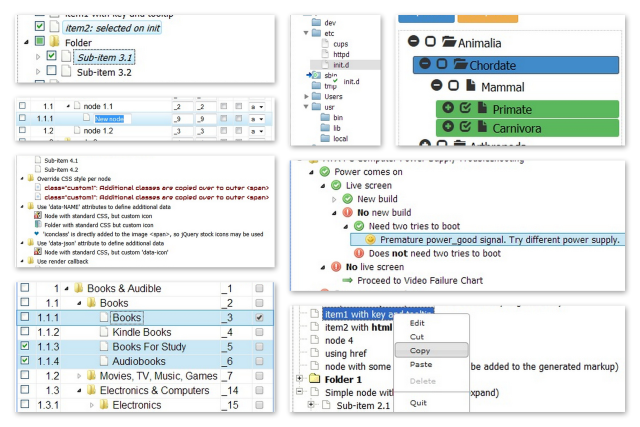 item1 with key and tooltip
item2: selected on init
Folder
Sub-item 3.1
Sub-item 3.2
1.1 node 1.1 _2 _2 a
1.1.1 New node _9 _9 a
1.2 node 1.2 _3 _3 a
Sub-item 4.1
Sub-item 4.2
Override CSS style per node
class="custom1": Additional classes are copied over to outer <span>
class="custom1": Additional classes are copied over to outer <span>
Use 'data-NAME' attributes to define additional data
Node with standard CSS, but custom icon
Folder with standard CSS but custom icon
'iconclass' is directly added to the image <span>, so jQuery stock icons may be used
Use 'data-json' attribute to define additional data
Node with standard CSS, but custom 'data-icon'
Use render callback
1 Books & Audible _1
1.1 Books _2
1.1.1 Books _3
1.1.2 Kindle Books _4
1.1.3 Books For Study _5
1.1.4 Audiobooks _6
1.2 Movies, TV, Music, Games _7
1.3 Electronics & Computers _14
1.3.1 Electronics _15
dev
etc
cups
httpd
init.d
sbin
init.d
tmp
Users
usr
bin
lib
local
Animalia
Chordate
Mammal
Primate
Carnivora
Arthropoda
Computer Power Supply Troubleshooting
Power comes on
Live screen
New build
No new build
Need two tries to boot
Premature power_good signal. Try different power supply.
Does not need two tries to boot
No live screen
Proceed to Video Failure Chart
item1 with key and tooltip
item2 with html
node 4
using href
node with some be added to the generated markup)
Folder 1
Simple node with expand)
Sub-item 2.1
Edit
Cut
Copy
Paste
Delete
Quit